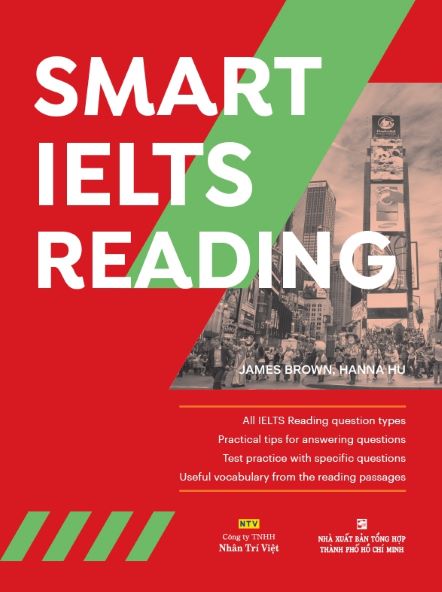 SMART
IELTS
READING
JAMES BROWN, HANNA HU
All IELTS Reading question types
Practical tips for answering questions
Test practice with specific questions
Useful vocabulary from the reading passages
NTV
Công ty TNHH
Nhân Trí Việt
NHÀ XUẤT BẢN TỔNG HỢP
THÀNH PHỐ HỒ CHÍ MINH